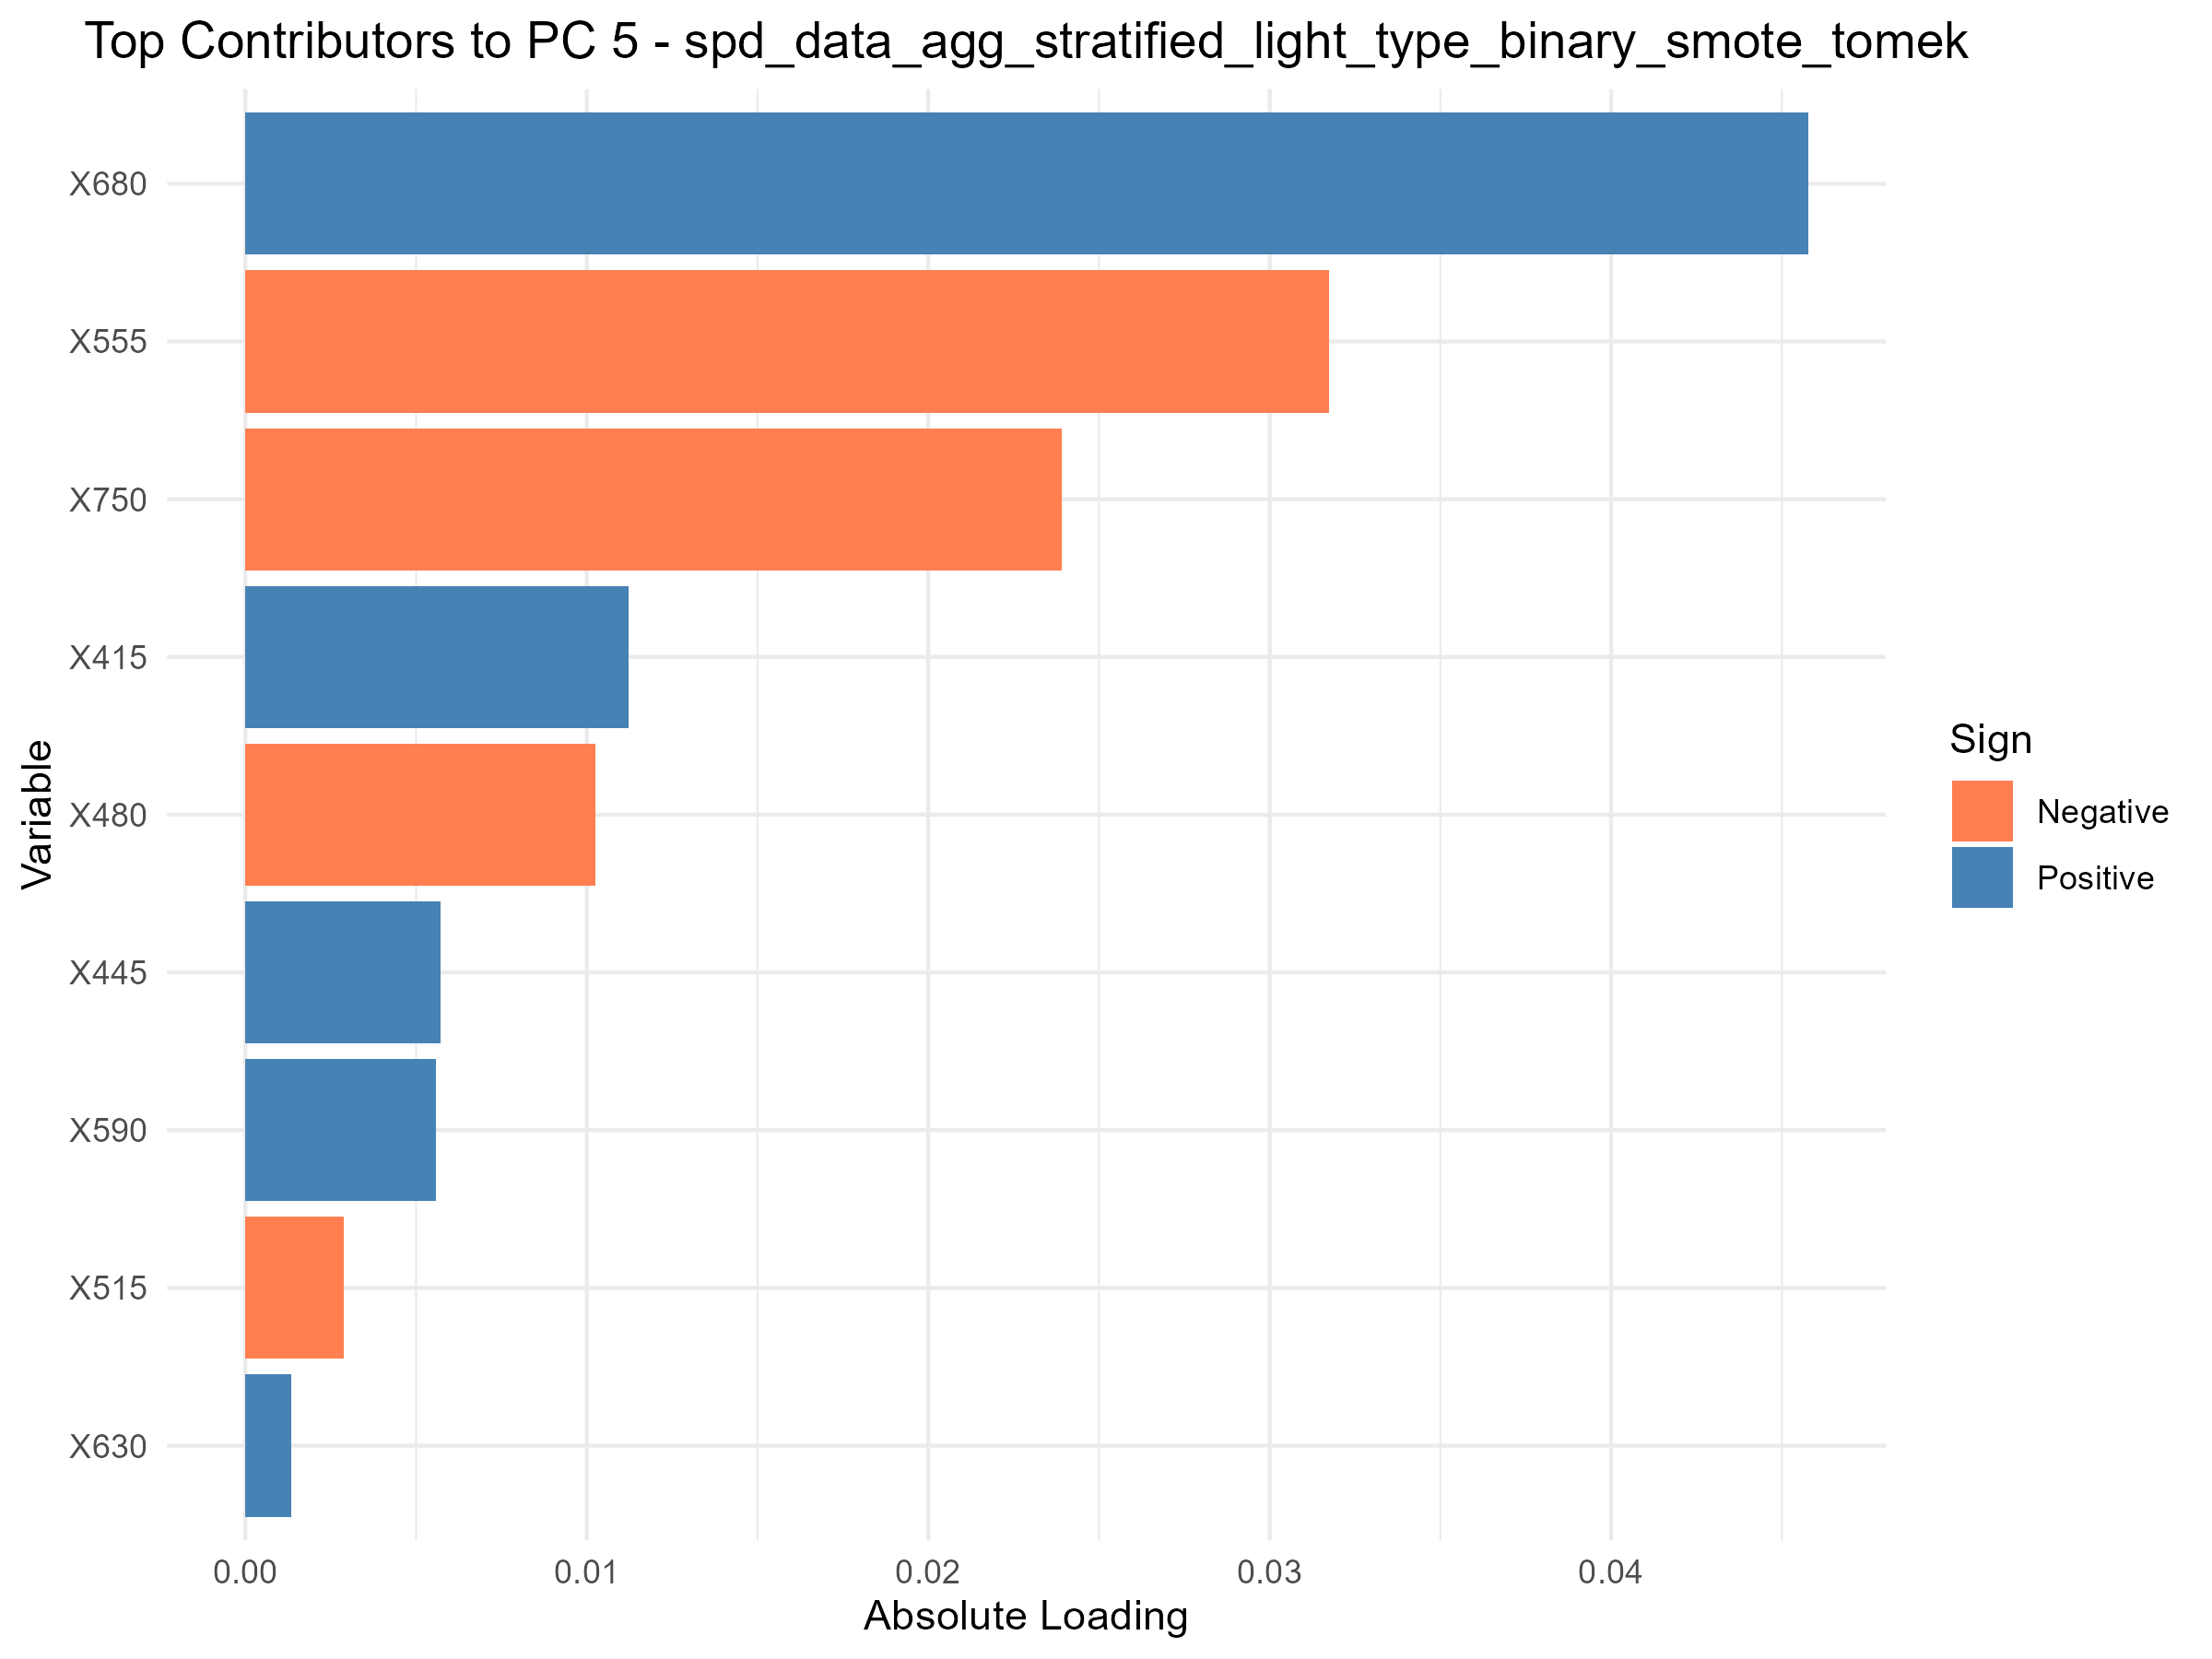 Top Contributors to PC 5 - spd_data_agg_stratified_light_type_binary_smote_tomek
Variable
X680
X555
X750
X415
X480
X445
X590
X515
X630
0.00 0.01 0.02 0.03 0.04
Absolute Loading
Sign
Negative
Positive